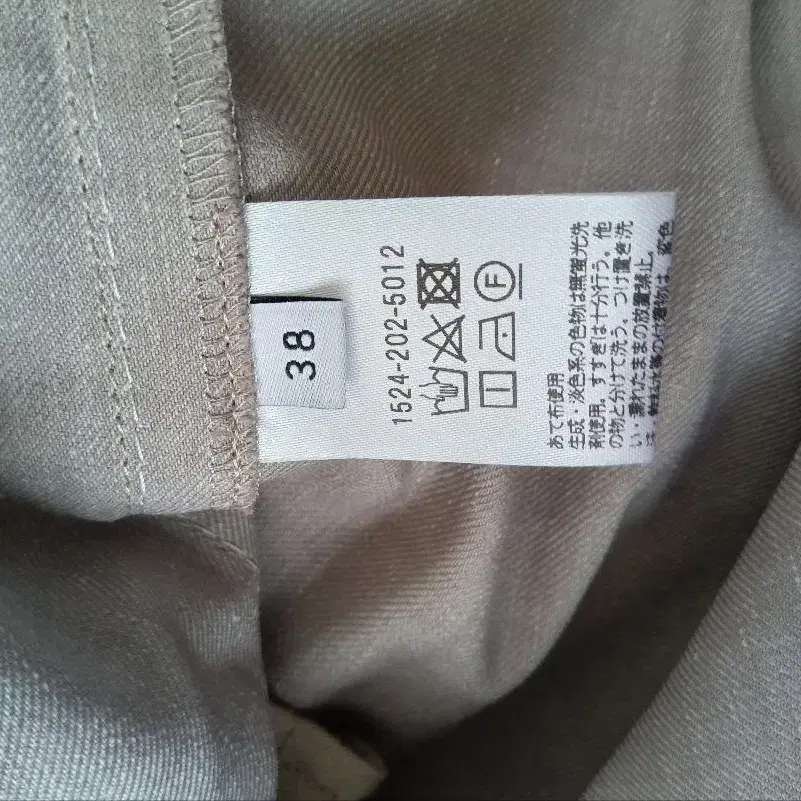 38
1524-202-5012
F
あて布使用
生成・淡色系の色物は無蛍光洗
剤使用。すすぎは十分行う。他
の物と分けて洗う。つけ置き洗
い・濡れたままの放置禁止。